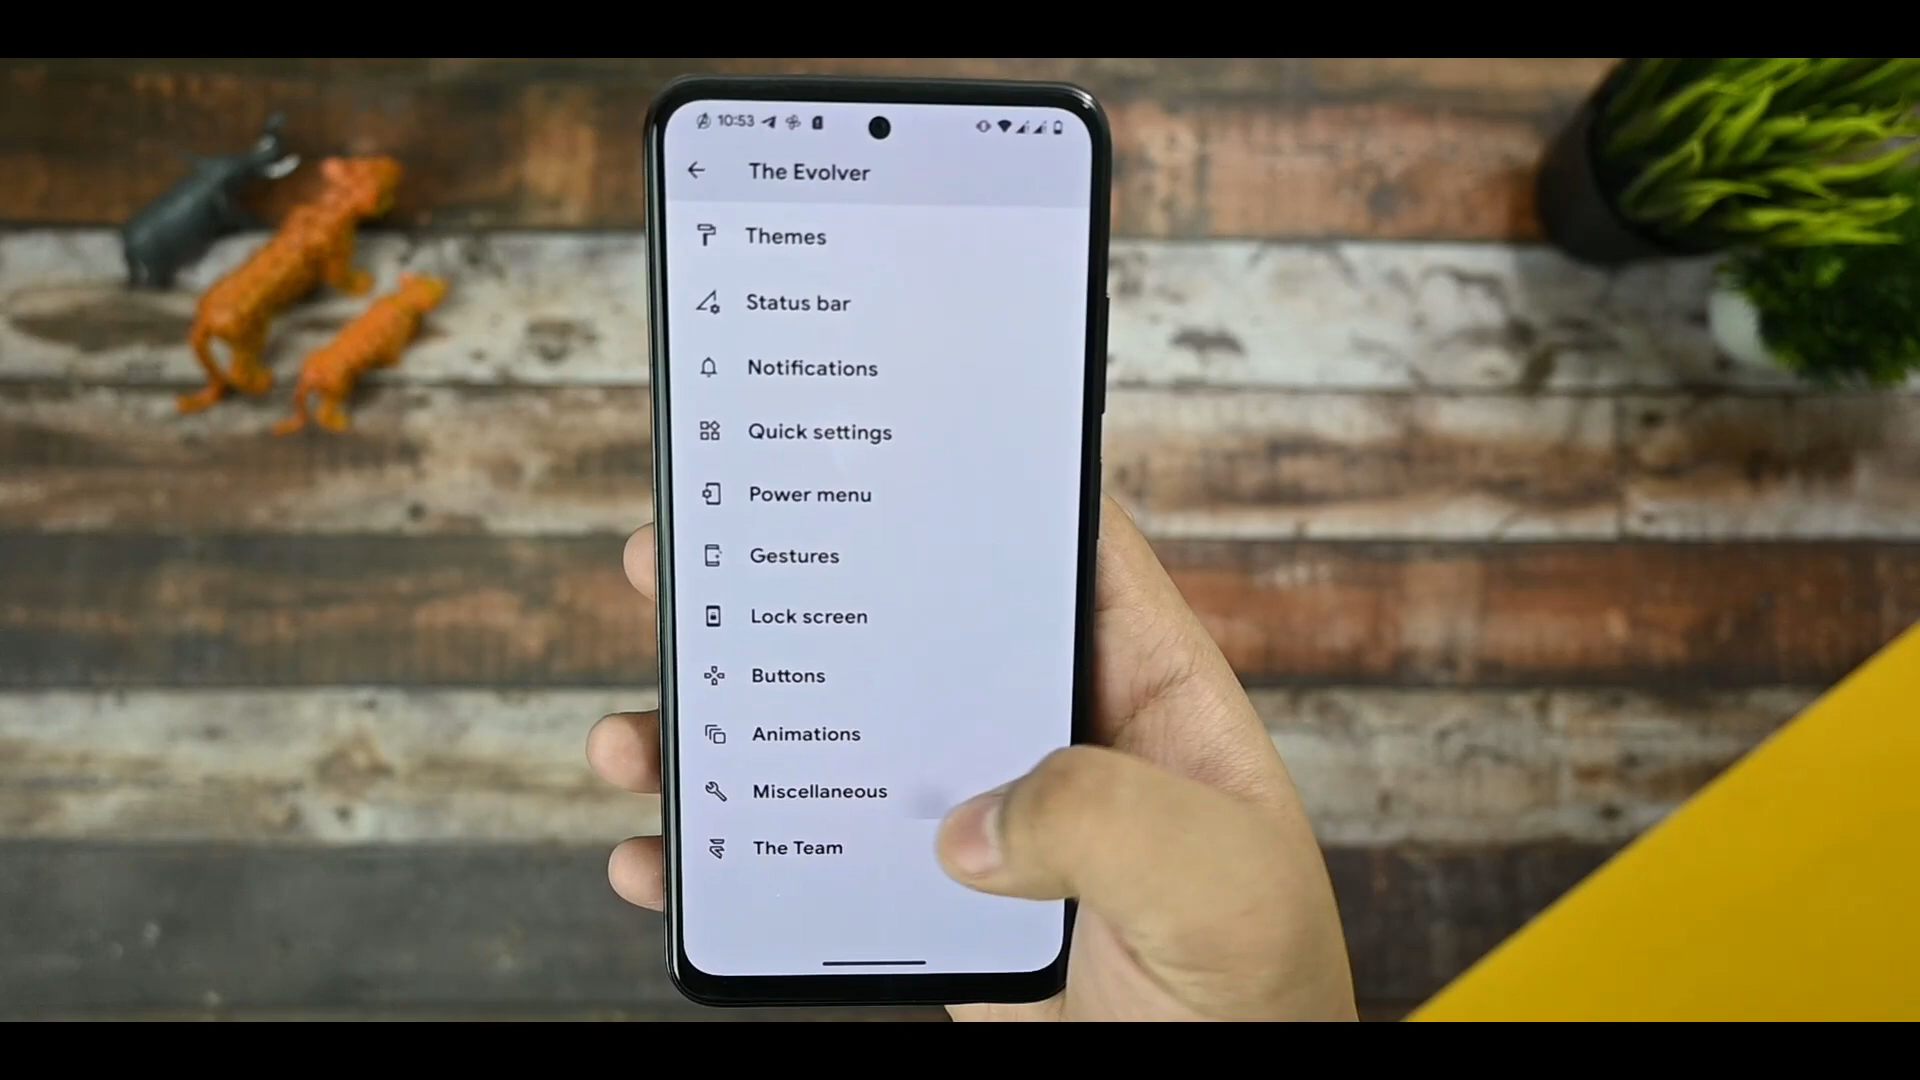 10:53
The Evolver
Themes
Status bar
Notifications
Quick settings
Power menu
Gestures
Lock screen
Buttons
Animations
Miscellaneous
The Team